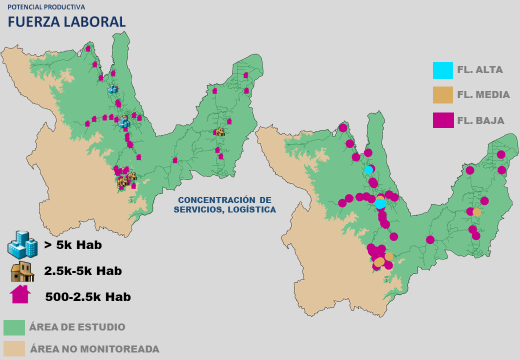 POTENCIAL PRODUCTIVA
FUERZA LABORAL
FL. ALTA
FL. MEDIA
FL. BAJA
CONCENTRACIÓN DE
SERVICIOS, LOGÍSTICA
> 5k Hab
2.5k-5k Hab
500-2.5k Hab
ÁREA DE ESTUDIO
ÁREA NO MONITOREADA